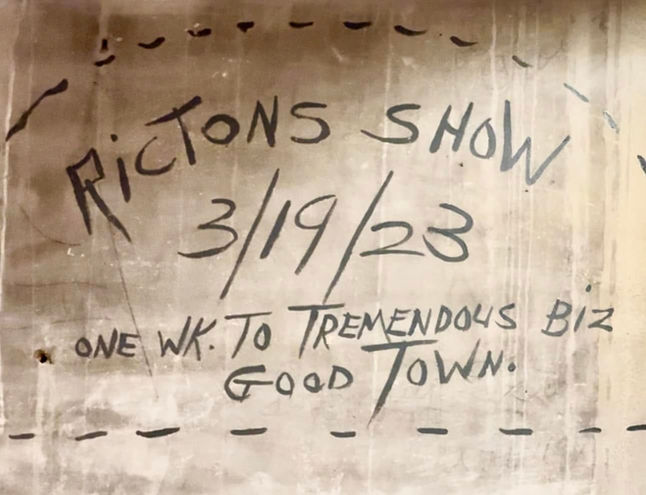 RiCTONS SHOW
3/19/23
ONE WK. TO TREMENDOUS BiZ
GOOD TOWN.